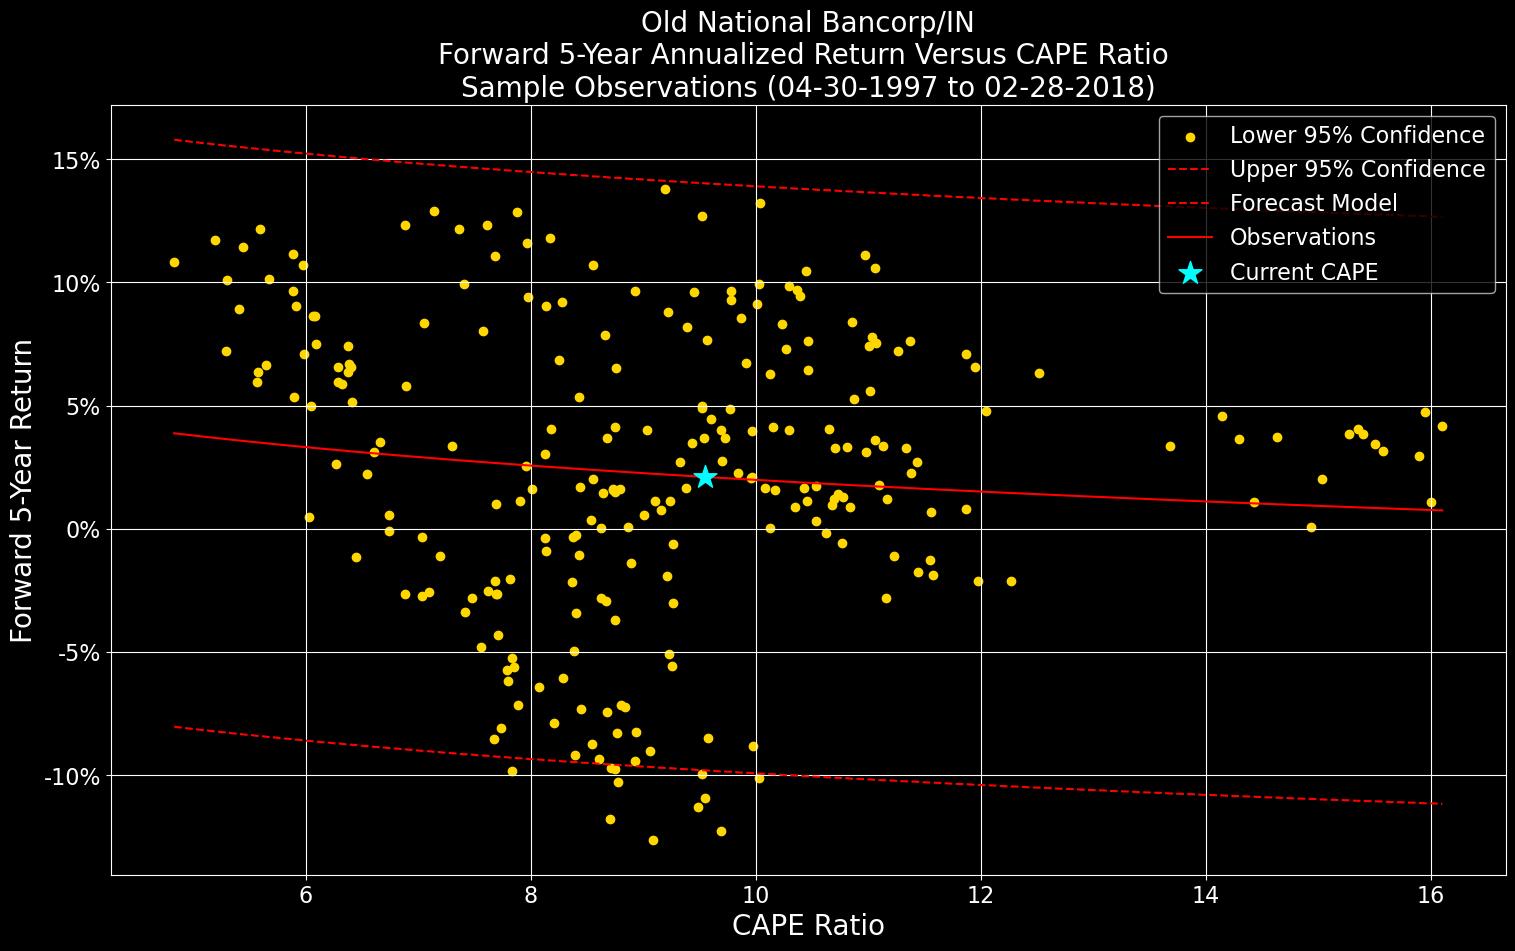 Old National Bancorp/IN
Forward 5-Year Annualized Return Versus CAPE Ratio
Sample Observations (04-30-1997 to 02-28-2018)
Lower 95% Confidence
Upper 95% Confidence
Forecast Model
Observations
Current CAPE
Forward 5-Year Return
15%
10%
5%
0%
-5%
-10%
6 8 10 12 14 16
CAPE Ratio